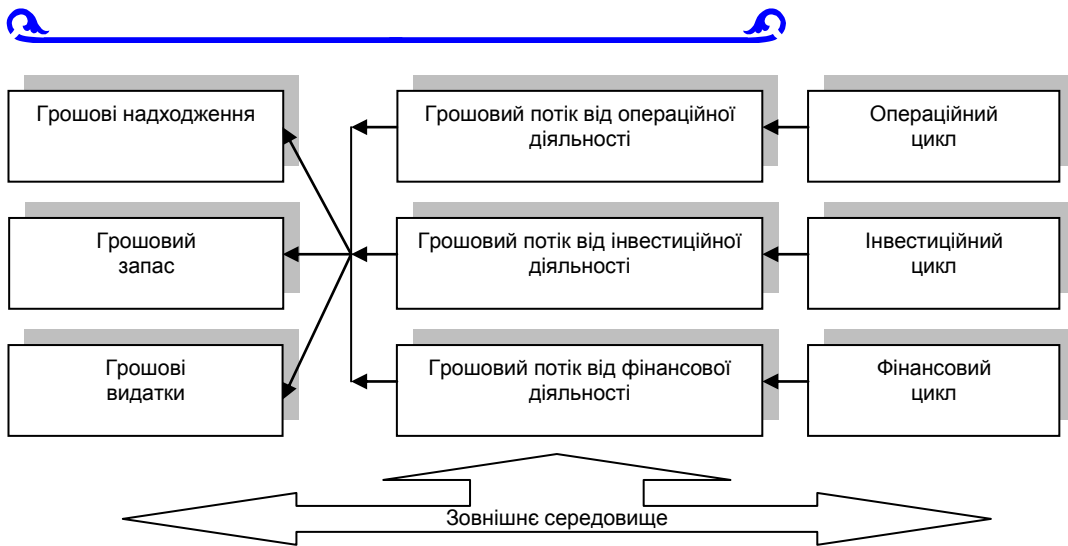 Грошові надходження
Грошовий потік від операційної
діяльності
Операційний
цикл
Грошовий
запас
Грошовий потік від інвестиційної
діяльності
Інвестиційний
цикл
Грошові
видатки
Грошовий потік від фінансової
діяльності
Фінансовий
цикл
Зовнішнє середовище